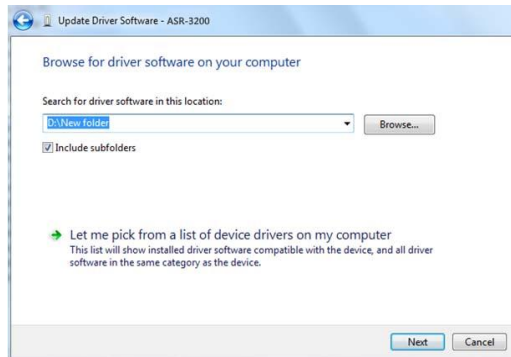 Update Driver Software - ASR-3200
Browse for driver software on your computer
Search for driver software in this location:
D:\New folder
Browse...
Include subfolders
Let me pick from a list of device drivers on my computer
This list will show installed driver software compatible with the device, and all driver
software in the same category as the device.
Next
Cancel